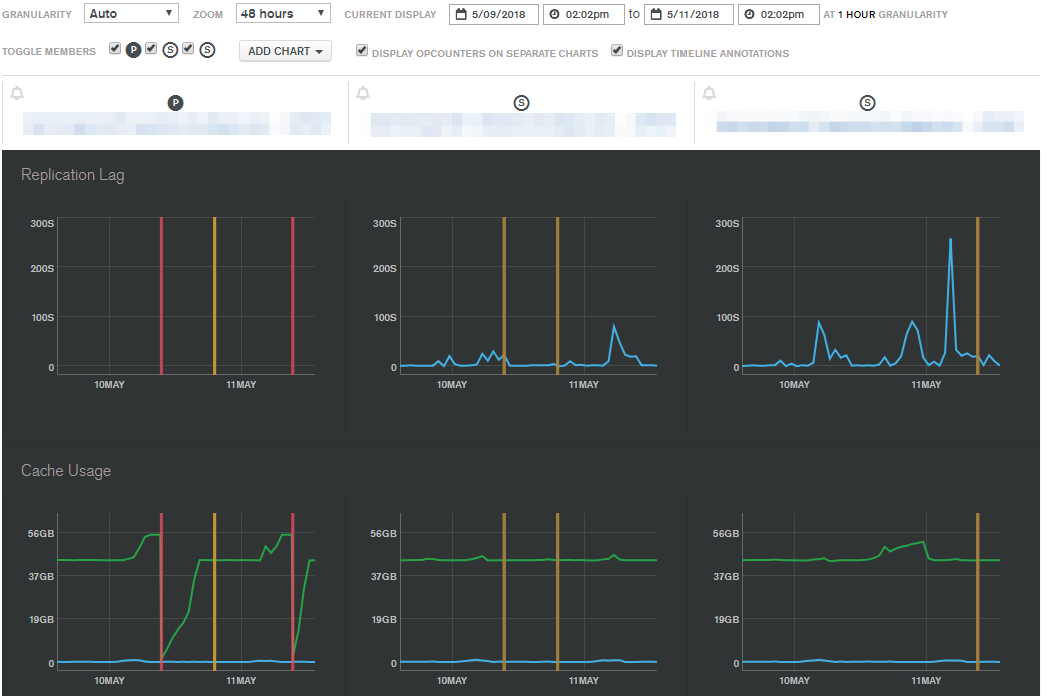 GRANULARITY Auto ZOOM 48 hours CURRENT DISPLAY 5/09/2018 02:02pm to 5/11/2018 02:02pm AT 1 HOUR GRANULARITY
TOGGLE MEMBERS P S S ADD CHART DISPLAY OPCOUNTERS ON SEPARATE CHARTS DISPLAY TIMELINE ANNOTATIONS
P S S
Replication Lag
300S 300S 300S
200S 200S 200S
100S 100S 100S
0 0 0
10MAY 11MAY 10MAY 11MAY 10MAY 11MAY
Cache Usage
56GB 56GB 56GB
37GB 37GB 37GB
19GB 19GB 19GB
0 0 0
10MAY 11MAY 10MAY 11MAY 10MAY 11MAY